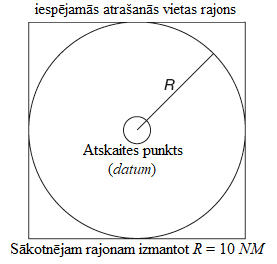 iespējamās atrašanās vietas rajons
R
Atskaites punkts
(datum)
Sākotnējam rajonam izmantot R = 10 NM